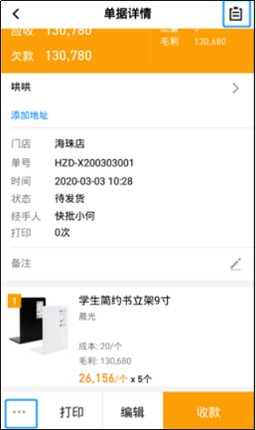 单据详情
应收 130,780
毛利 130,680
欠款 130,780
哄哄
添加地址
门店 海珠店
单号 HZD-X200303001
时间 2020-03-03 10:28
状态 待发货
经手人 快批小何
打印 0次
备注
1
学生简约书立架9寸
晨光
成本: 20/个
毛利: 130,680
26,156/个 x 5个
打印 编辑 收款